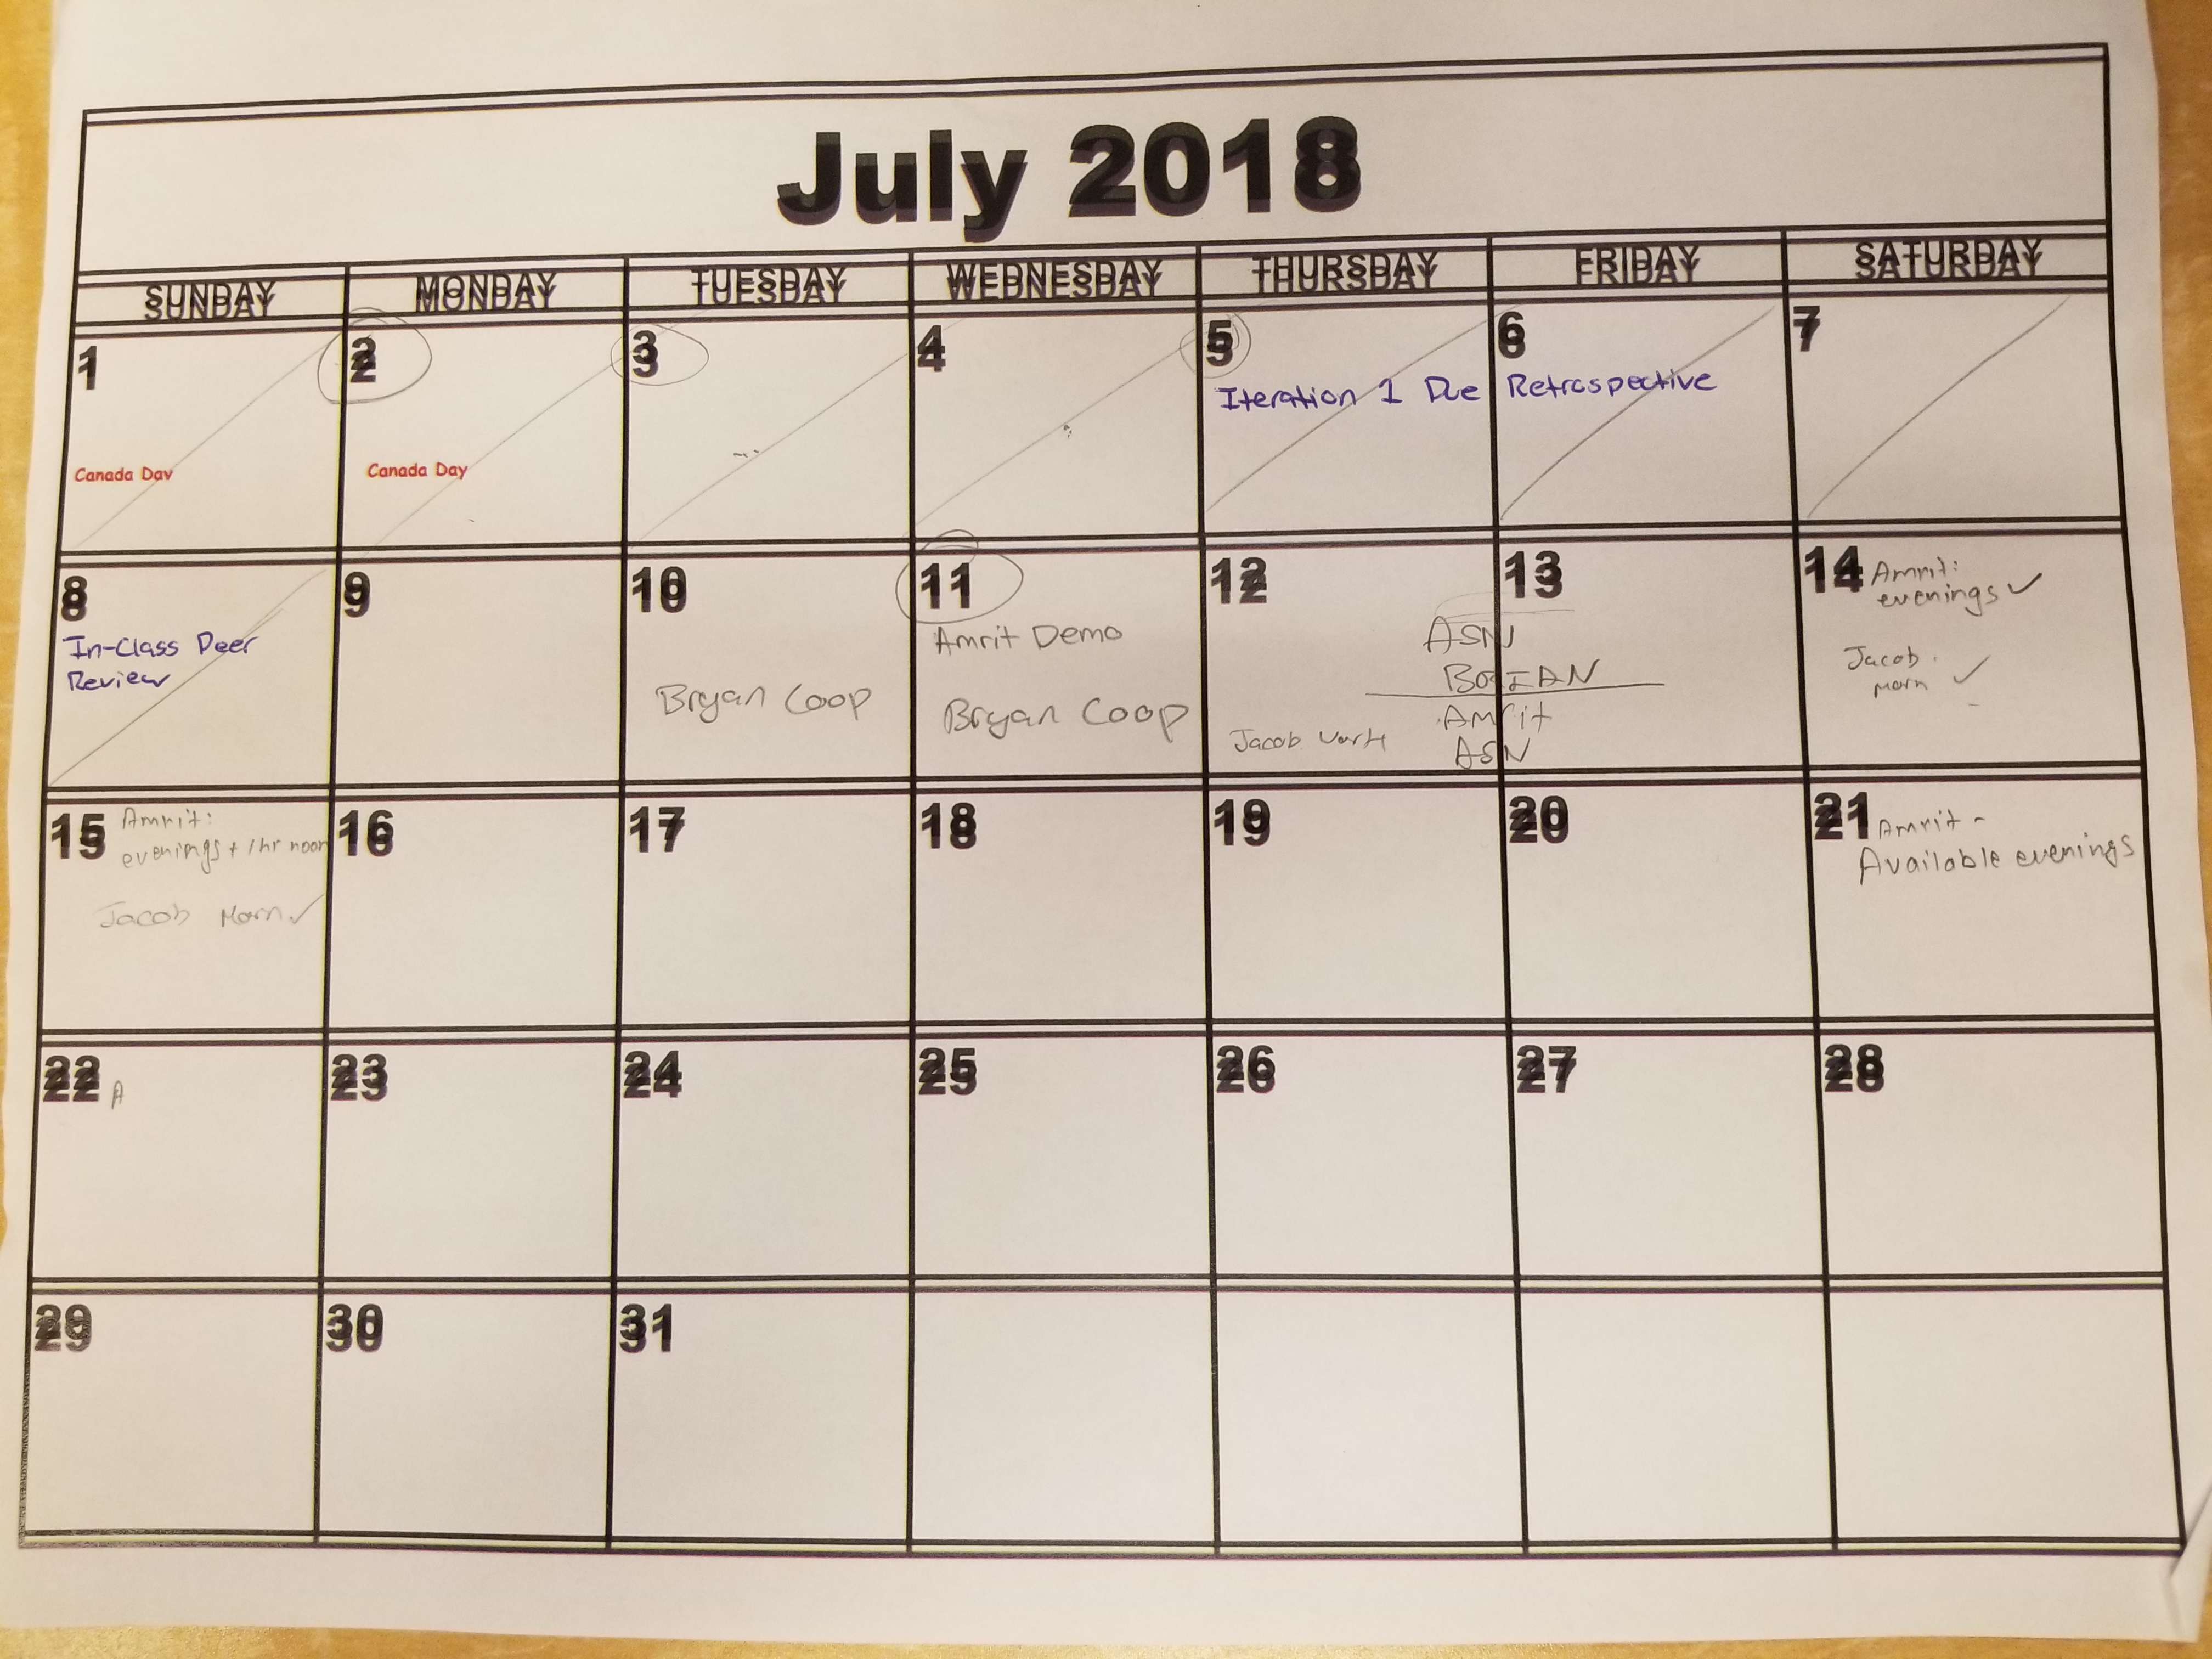 July 2018
SUNDAY MONDAY TUESDAY WEDNESDAY THURSDAY FRIDAY SATURDAY
1
Canada Day
2
Canada Day
3
4
5
Iteration 1 Due
6
Retrospective
7
8
In-Class Peer
Review
9
10
Bryan Coop
11
Amrit Demo
Bryan Coop
12
Jacob work
ASN
Amrit
ASN
13
14
Amrit:
evenings ✓
Jacob
morn ✓
15
Amrit:
evenings + 1hr noon
Jacob Morn ✓
16
17
18
19
20
21
Amrit -
Available evenings
22
A
23
24
25
26
27
28
29
30
31